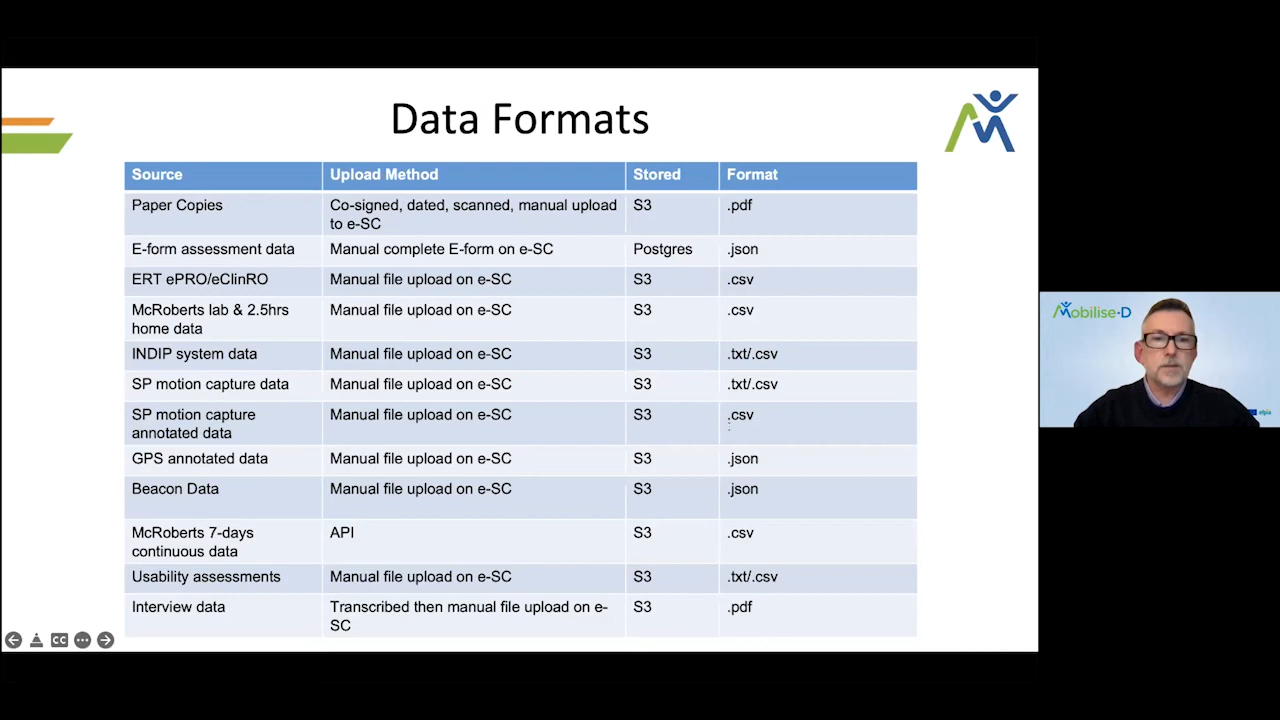 Data Formats
Source Upload Method Stored Format
Paper Copies Co-signed, dated, scanned, manual upload to e-SC S3 .pdf
E-form assessment data Manual complete E-form on e-SC Postgres .json
ERT ePRO/eClinRO Manual file upload on e-SC S3 .csv
McRoberts lab & 2.5hrs home data Manual file upload on e-SC S3 .csv
INDIP system data Manual file upload on e-SC S3 .txt/.csv
SP motion capture data Manual file upload on e-SC S3 .txt/.csv
SP motion capture annotated data Manual file upload on e-SC S3 .csv
GPS annotated data Manual file upload on e-SC S3 .json
Beacon Data Manual file upload on e-SC S3 .json
McRoberts 7-days continuous data API S3 .csv
Usability assessments Manual file upload on e-SC S3 .txt/.csv
Interview data Transcribed then manual file upload on e-SC S3 .pdf
CC
Mobilise-D
efpia